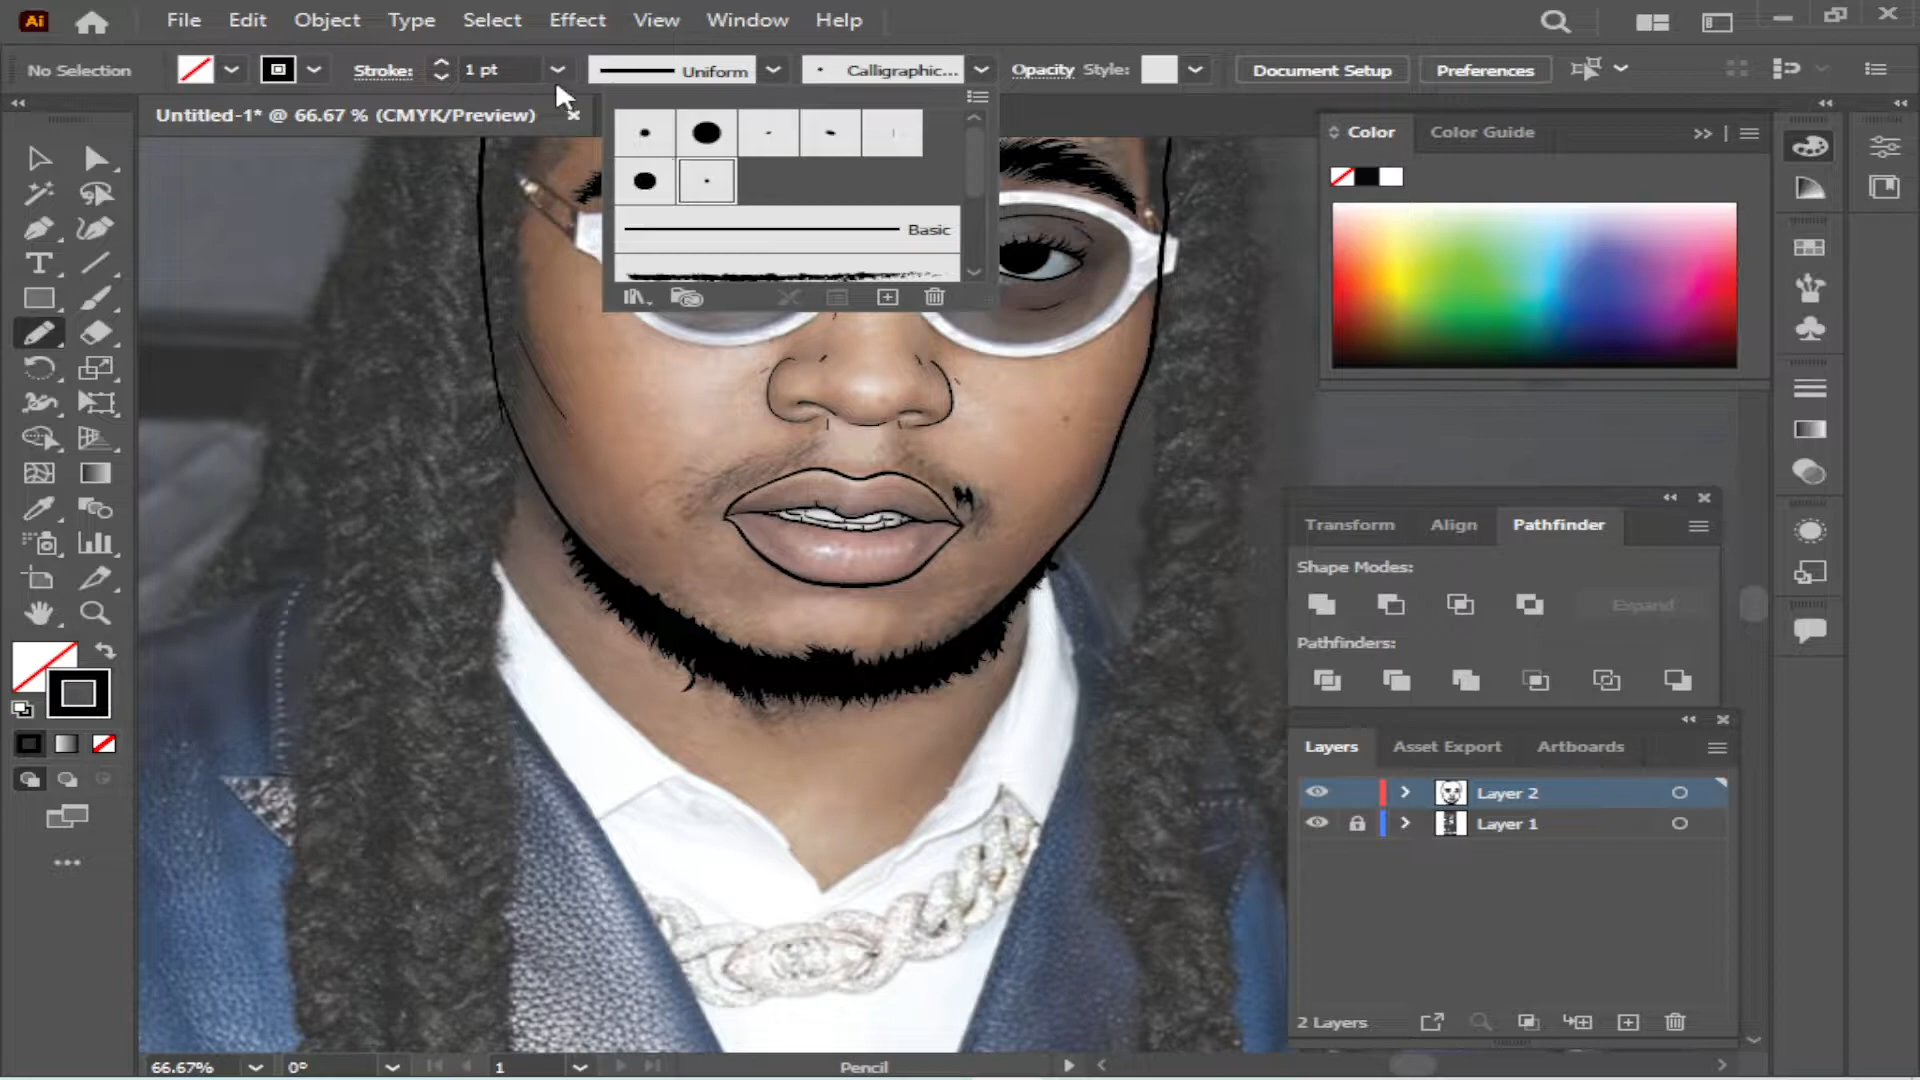 Ai File Edit Object Type Select Effect View Window Help
No Selection Stroke: 1 pt Uniform Calligraphic... Opacity Style: Document Setup Preferences
Untitled-1* @ 66.67 % (CMYK/Preview)
Basic
Color Color Guide
Transform Align Pathfinder
Shape Modes:
Expand
Pathfinders:
Layers Asset Export Artboards
Layer 2
Layer 1
2 Layers
66.67% 0° 1 Pencil